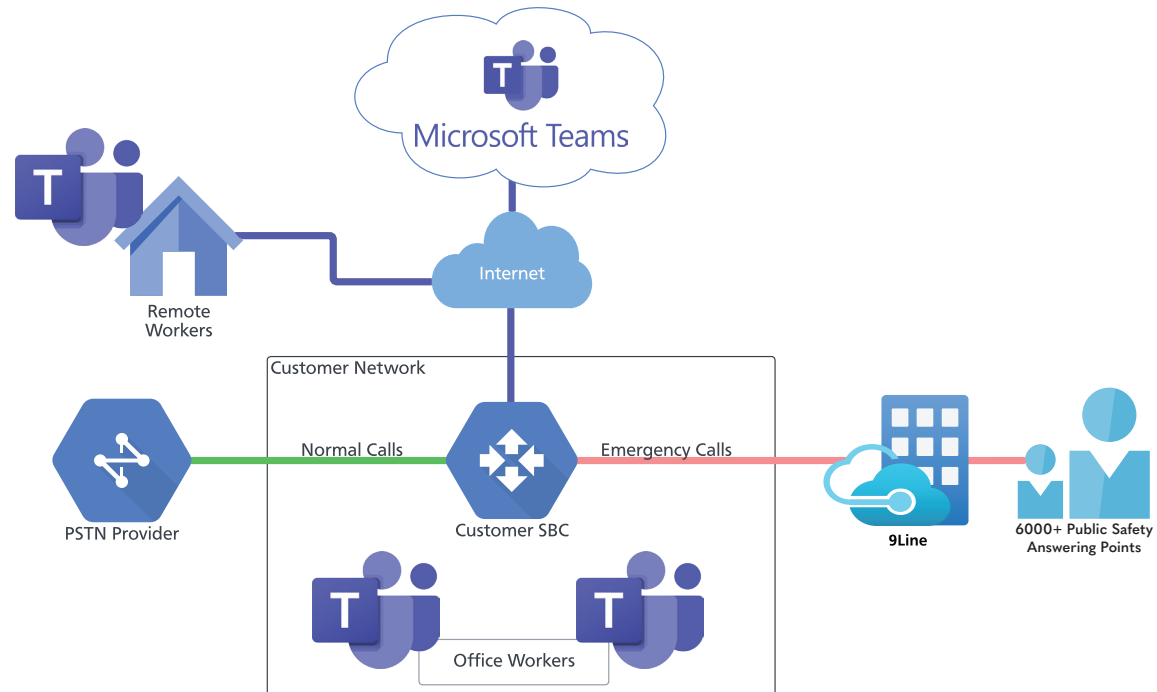 T
Microsoft Teams
T
Internet
Remote
Workers
Customer Network
Normal Calls
Emergency Calls
PSTN Provider
Customer SBC
9Line
6000+ Public Safety
Answering Points
T
T
Office Workers